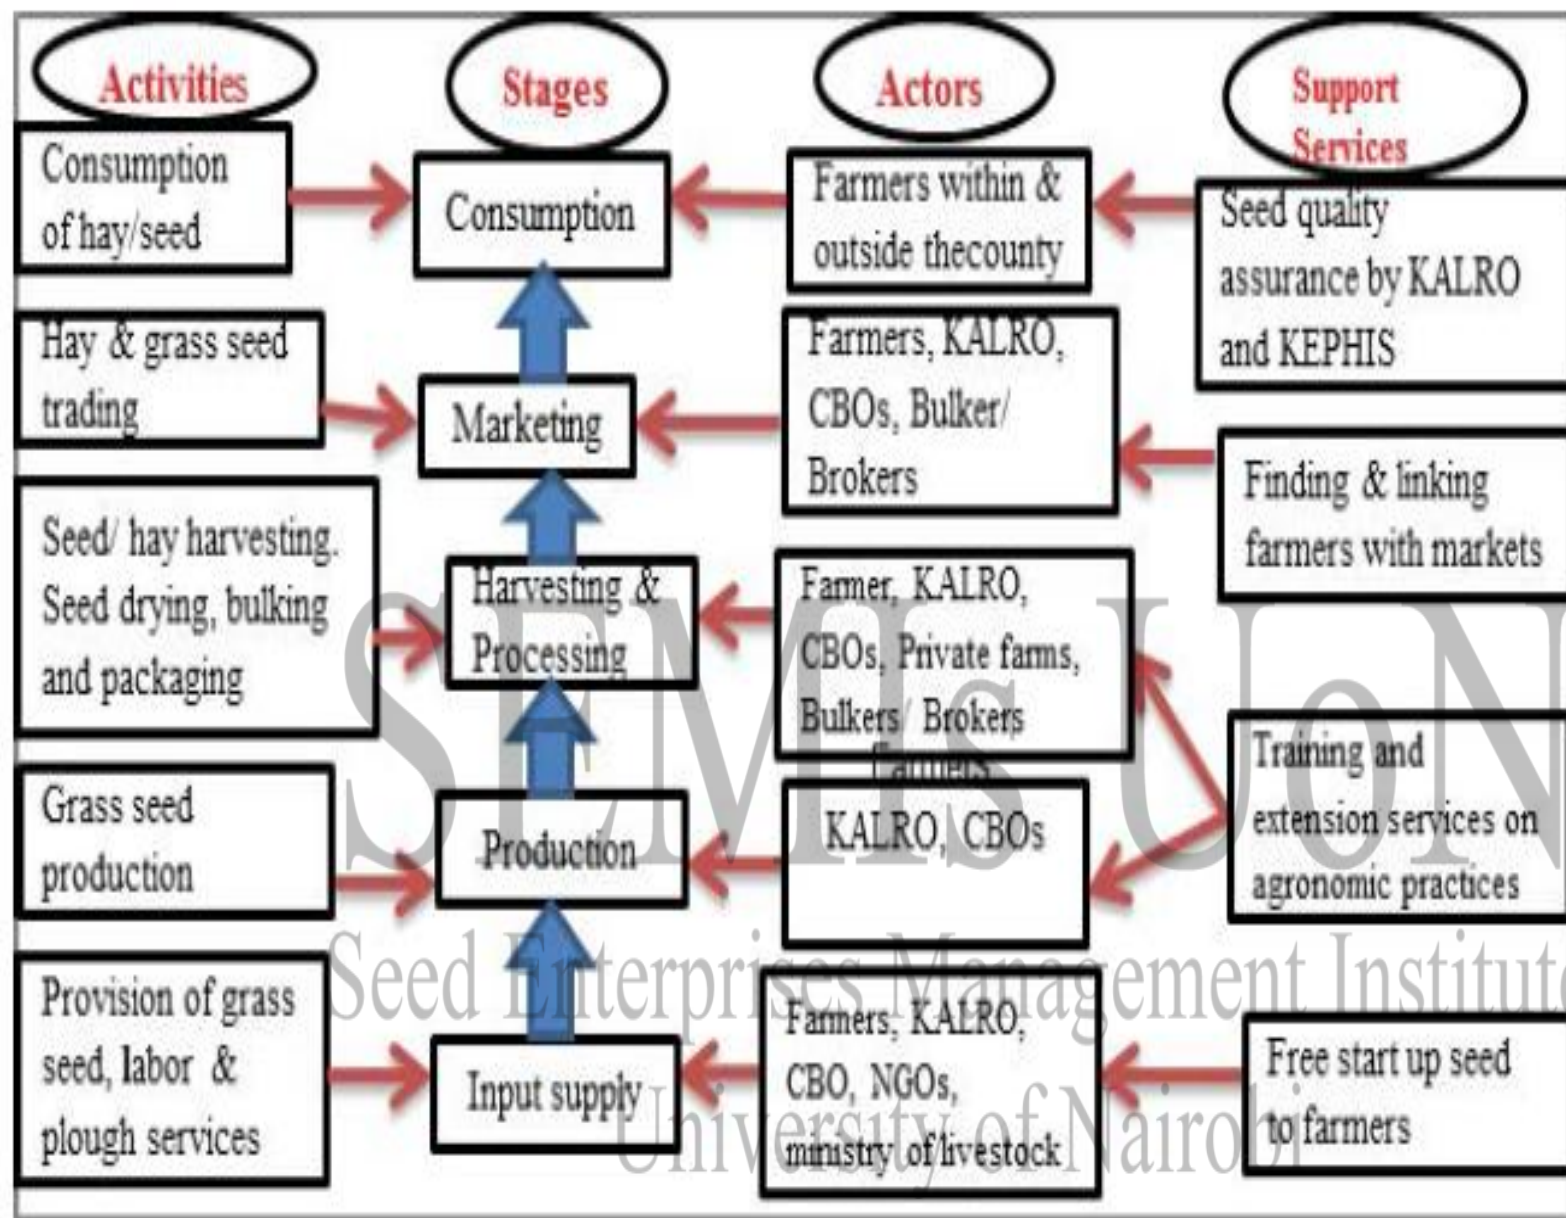 Activities
Stages
Actors
Support
Services
Consumption
of hay/seed
Consumption
Farmers within &
outside thecounty
Seed quality
assurance by KALRO
and KEPHIS
Hay & grass seed
trading
Marketing
Farmers, KALRO,
CBOs, Bulker/
Brokers
Finding & linking
farmers with markets
Seed/ hay harvesting.
Seed drying, bulking
and packaging
Harvesting &
Processing
Farmer, KALRO,
CBOs, Private farms,
Bulkers/ Brokers
Training and
extension services on
agronomic practices
Grass seed
production
Production
Farmers
KALRO, CBOs
Provision of grass
seed, labor &
plough services
Input supply
Farmers, KALRO,
CBO, NGOs,
ministry of livestock
Free start up seed
to farmers
SEMIs UoN
Seed Enterprises Management Institute
University of Nairobi